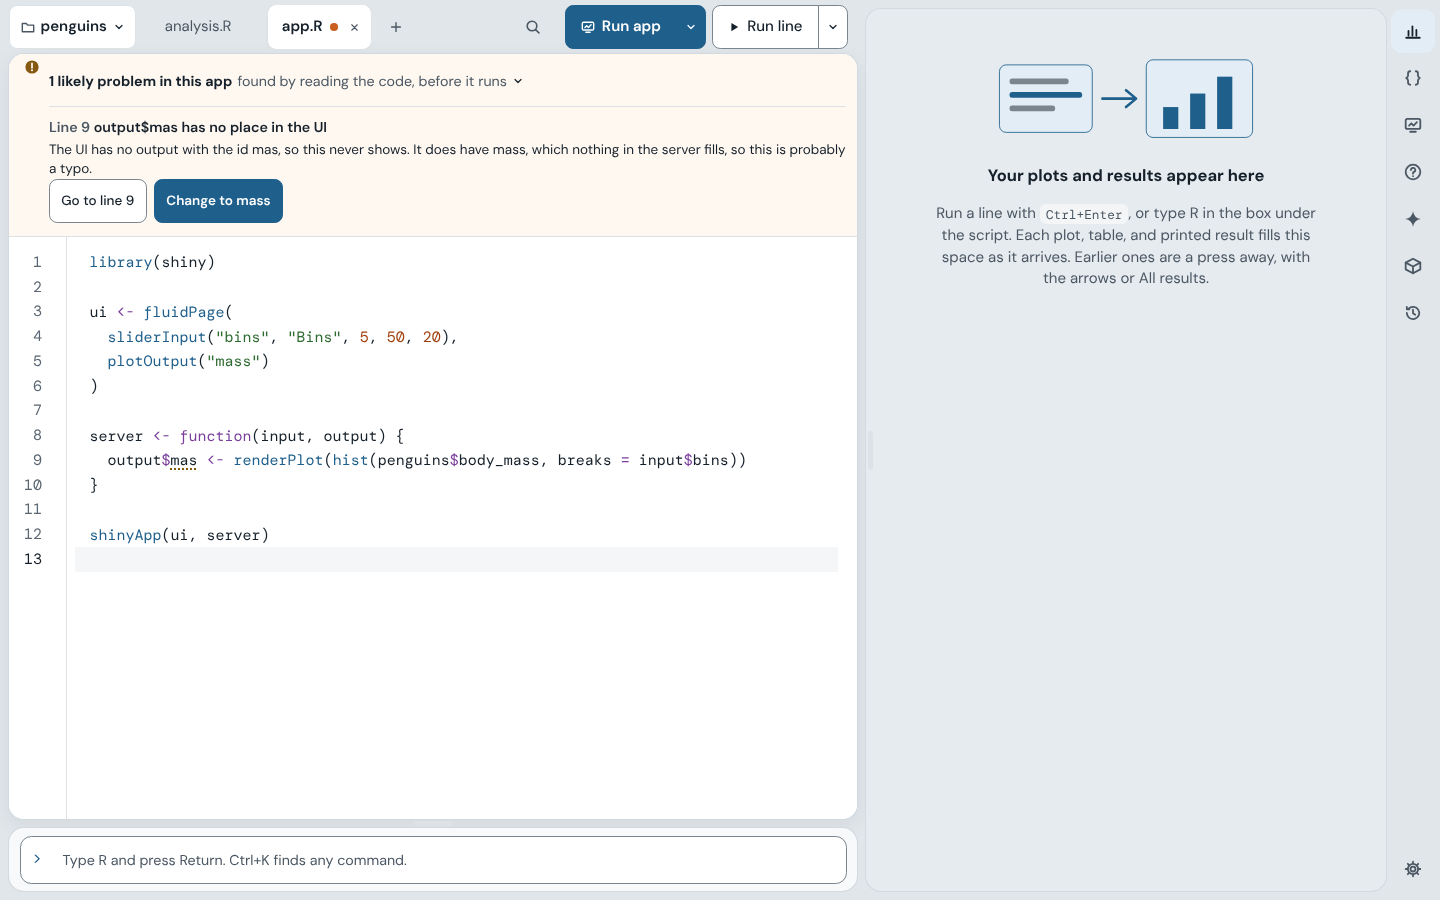 penguins
analysis.R
app.R
Run app
Run line
1 likely problem in this app found by reading the code, before it runs
Line 9 output$mas has no place in the UI
The UI has no output with the id mas, so this never shows. It does have mass, which nothing in the server fills, so this is probably
a typo.
Go to line 9
Change to mass
1 library(shiny)
2
3 ui <- fluidPage(
4   sliderInput("bins", "Bins", 5, 50, 20),
5   plotOutput("mass")
6 )
7
8 server <- function(input, output) {
9   output$mas <- renderPlot(hist(penguins$body_mass, breaks = input$bins))
10 }
11
12 shinyApp(ui, server)
13
Type R and press Return. Ctrl+K finds any command.
Your plots and results appear here
Run a line with Ctrl+Enter, or type R in the box under
the script. Each plot, table, and printed result fills this
space as it arrives. Earlier ones are a press away, with
the arrows or All results.